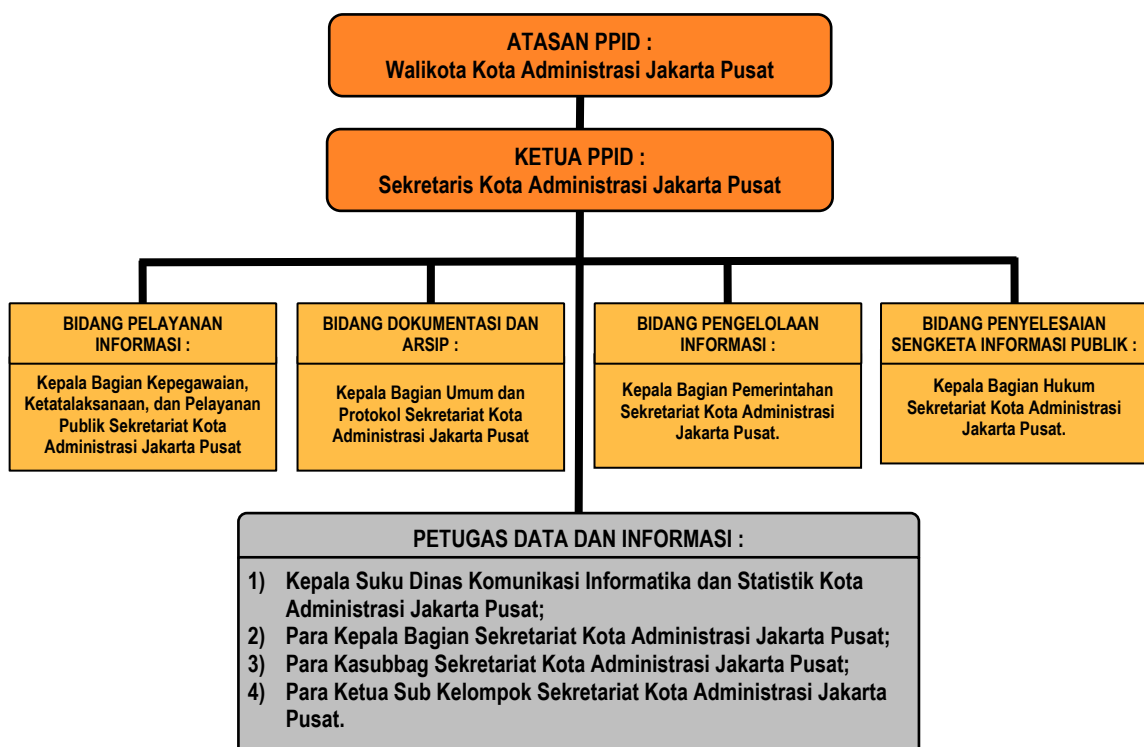 ATASAN PPID :
Walikota Kota Administrasi Jakarta Pusat
KETUA PPID :
Sekretaris Kota Administrasi Jakarta Pusat
BIDANG PELAYANAN
INFORMASI :
Kepala Bagian Kepegawaian,
Ketatalaksanaan, dan Pelayanan
Publik Sekretariat Kota
Administrasi Jakarta Pusat
BIDANG DOKUMENTASI DAN
ARSIP :
Kepala Bagian Umum dan
Protokol Sekretariat Kota
Administrasi Jakarta Pusat
BIDANG PENGELOLAAN
INFORMASI :
Kepala Bagian Pemerintahan
Sekretariat Kota Administrasi
Jakarta Pusat.
BIDANG PENYELESAIAN
SENGKETA INFORMASI PUBLIK :
Kepala Bagian Hukum
Sekretariat Kota Administrasi
Jakarta Pusat.
PETUGAS DATA DAN INFORMASI :
1) Kepala Suku Dinas Komunikasi Informatika dan Statistik Kota
Administrasi Jakarta Pusat;
2) Para Kepala Bagian Sekretariat Kota Administrasi Jakarta Pusat;
3) Para Kasubbag Sekretariat Kota Administrasi Jakarta Pusat;
4) Para Ketua Sub Kelompok Sekretariat Kota Administrasi Jakarta
Pusat.